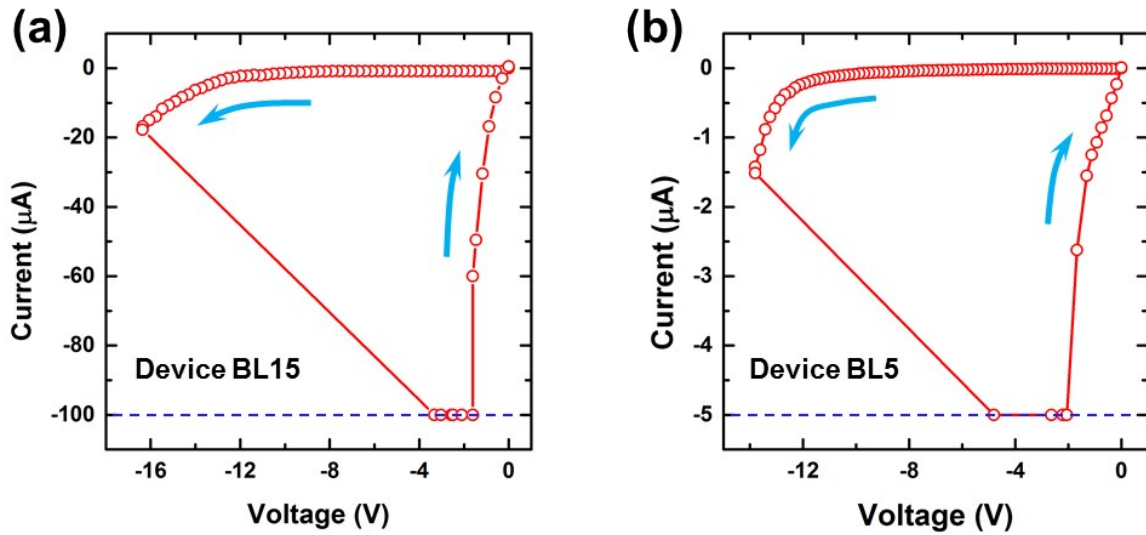 (a)
0
-20
-40
-60
-80
-100
Current (μA)
Device BL15
-16
-12
-8
-4
0
Voltage (V)
(b)
0
-1
-2
-3
-4
-5
Current (μA)
Device BL5
-12
-8
-4
0
Voltage (V)